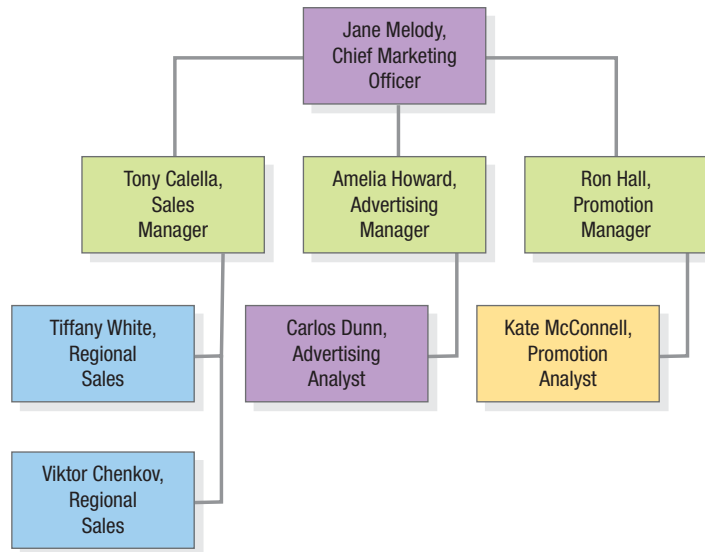 Jane Melody,
Chief Marketing
Officer
Tony Calella,
Sales
Manager
Amelia Howard,
Advertising
Manager
Ron Hall,
Promotion
Manager
Tiffany White,
Regional
Sales
Carlos Dunn,
Advertising
Analyst
Kate McConnell,
Promotion
Analyst
Viktor Chenkov,
Regional
Sales